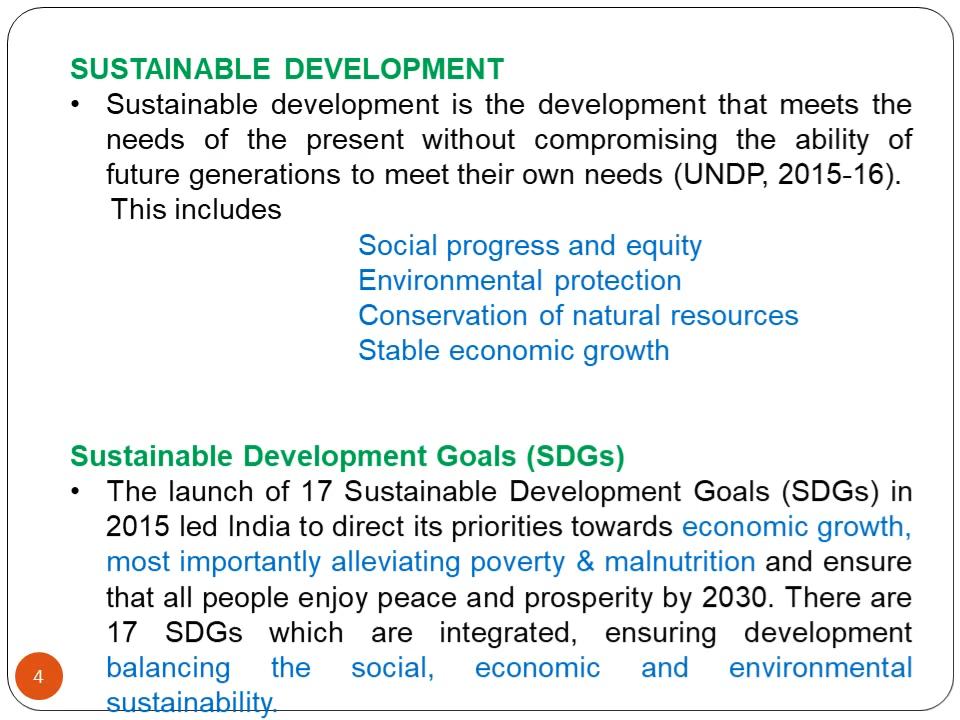 SUSTAINABLE DEVELOPMENT
• Sustainable development is the development that meets the
needs of the present without compromising the ability of
future generations to meet their own needs (UNDP, 2015-16).
This includes
Social progress and equity
Environmental protection
Conservation of natural resources
Stable economic growth
Sustainable Development Goals (SDGs)
• The launch of 17 Sustainable Development Goals (SDGs) in
2015 led India to direct its priorities towards economic growth,
most importantly alleviating poverty & malnutrition and ensure
that all people enjoy peace and prosperity by 2030. There are
17 SDGs which are integrated, ensuring development
balancing the social, economic and environmental
sustainability.
4